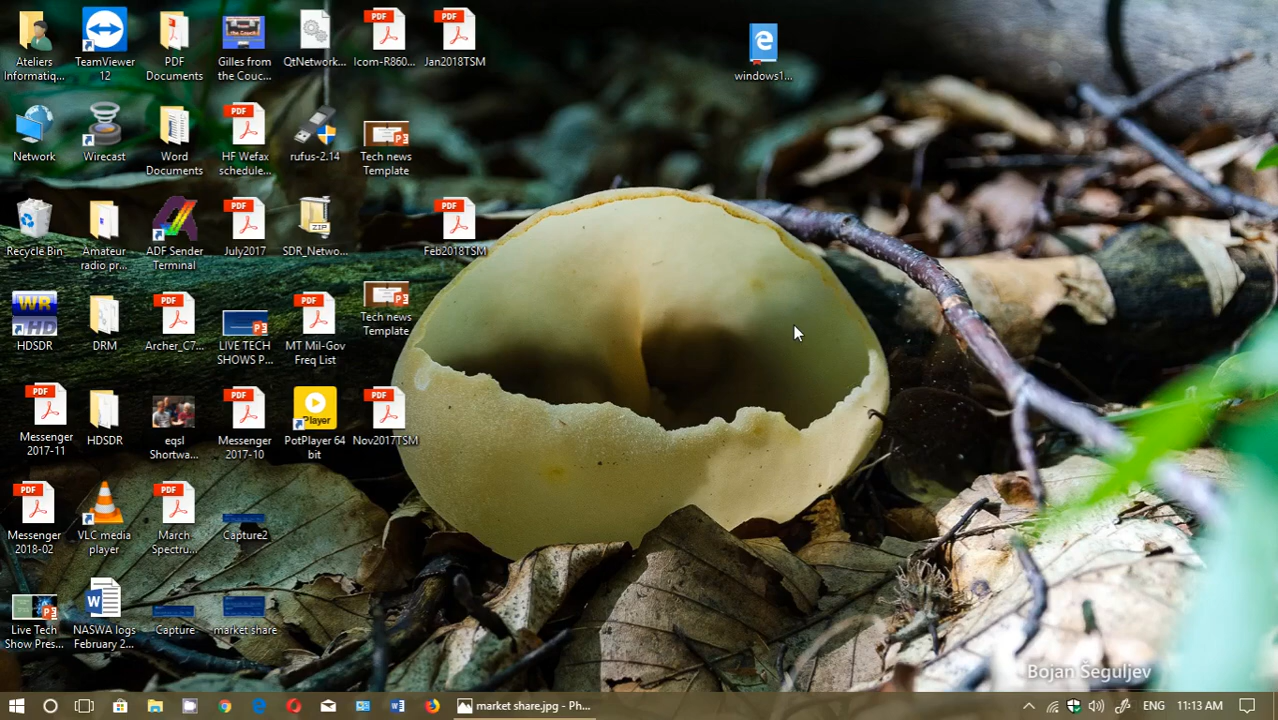 Ateliers
Informatiq...
TeamViewer
12
PDF
Documents
Gilles from
the Couc...
QtNetwork...
Icom-R860...
Jan2018TSM
windows1...
Network
Wirecast
Word
Documents
HF Wefax
schedule...
rufus-2.14
Tech news
Template
Recycle Bin
Amateur
radio pr...
ADF Sender
Terminal
July2017
SDR_Netwo...
Feb2018TSM
HDSDR
DRM
Archer_C7...
LIVE TECH
SHOWS P...
MT Mil-Gov
Freq List
Tech news
Template
Messenger
2017-11
HDSDR
eqsl
Shortwa...
Messenger
2017-10
PotPlayer 64
bit
Nov2017TSM
Messenger
2018-02
VLC media
player
March
Spectru...
Capture2
Live Tech
Show Pres...
NASWA logs
February 2...
Capture
market share
Bojan Šeguljev
market share.jpg - Ph...
ENG
11:13 AM